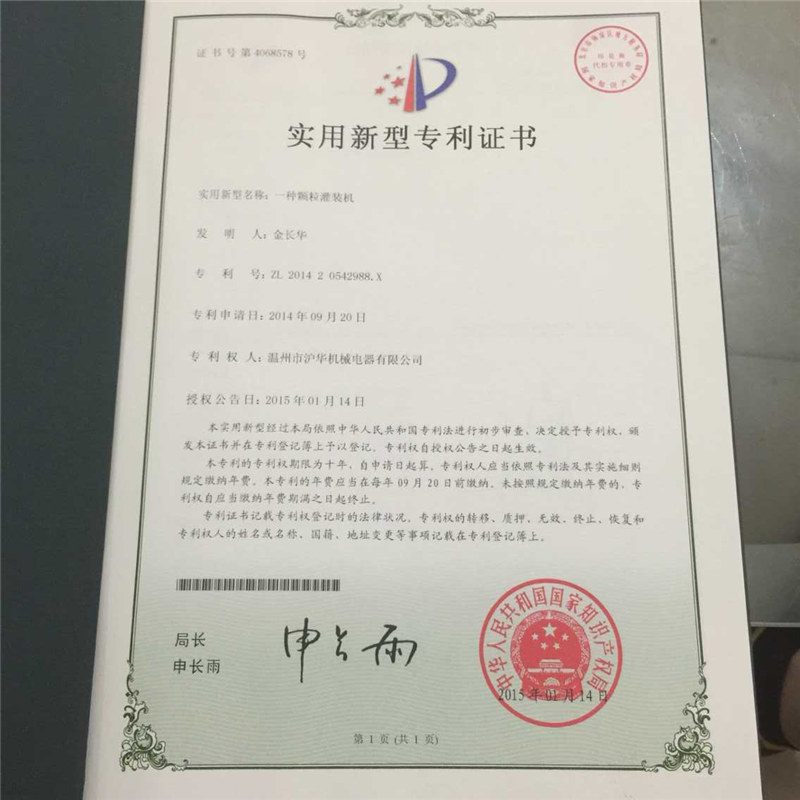 证书号第4068578号
实用新型专利证书
实用新型名称：一种颗粒灌装机
发 明 人：金长华
专 利 号：ZL 2014 2 0542988.X
专利申请日：2014年09月20日
专 利 权 人：温州市沪华机械电器有限公司
授权公告日：2015年01月14日
本实用新型经过本局依照中华人民共和国专利法进行初步审查，决定授予专利权，颁
发本证书并在专利登记簿上予以登记。专利权自授权公告之日起生效。
本专利的专利权期限为十年，自申请日起算。专利权人应当依照专利法及其实施细则
规定缴纳年费。本专利的年费应当在每年09月20日前缴纳。未按照规定缴纳年费的，专
利权自应当缴纳年费期满之日起终止。
专利证书记载专利权登记时的法律状况。专利权的转移、质押、无效、终止、恢复和
专利权人的姓名或名称、国籍、地址变更等事项记载在专利登记簿上。
局长
申长雨
申长雨
中华人民共和国国家知识产权局
2015年01月14日
第1页（共1页）